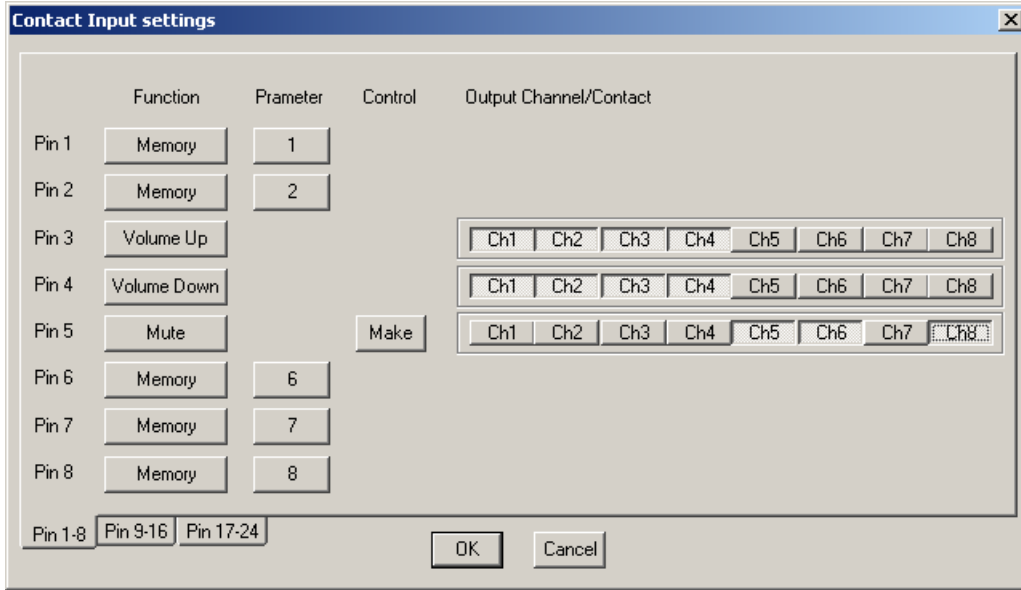 Contact Input settings
Function Prameter Control Output Channel/Contact
Pin 1 Memory 1
Pin 2 Memory 2
Pin 3 Volume Up Ch1 Ch2 Ch3 Ch4 Ch5 Ch6 Ch7 Ch8
Pin 4 Volume Down Ch1 Ch2 Ch3 Ch4 Ch5 Ch6 Ch7 Ch8
Pin 5 Mute Make Ch1 Ch2 Ch3 Ch4 Ch5 Ch6 Ch7 Ch8
Pin 6 Memory 6
Pin 7 Memory 7
Pin 8 Memory 8
Pin 1-8 Pin 9-16 Pin 17-24
OK Cancel